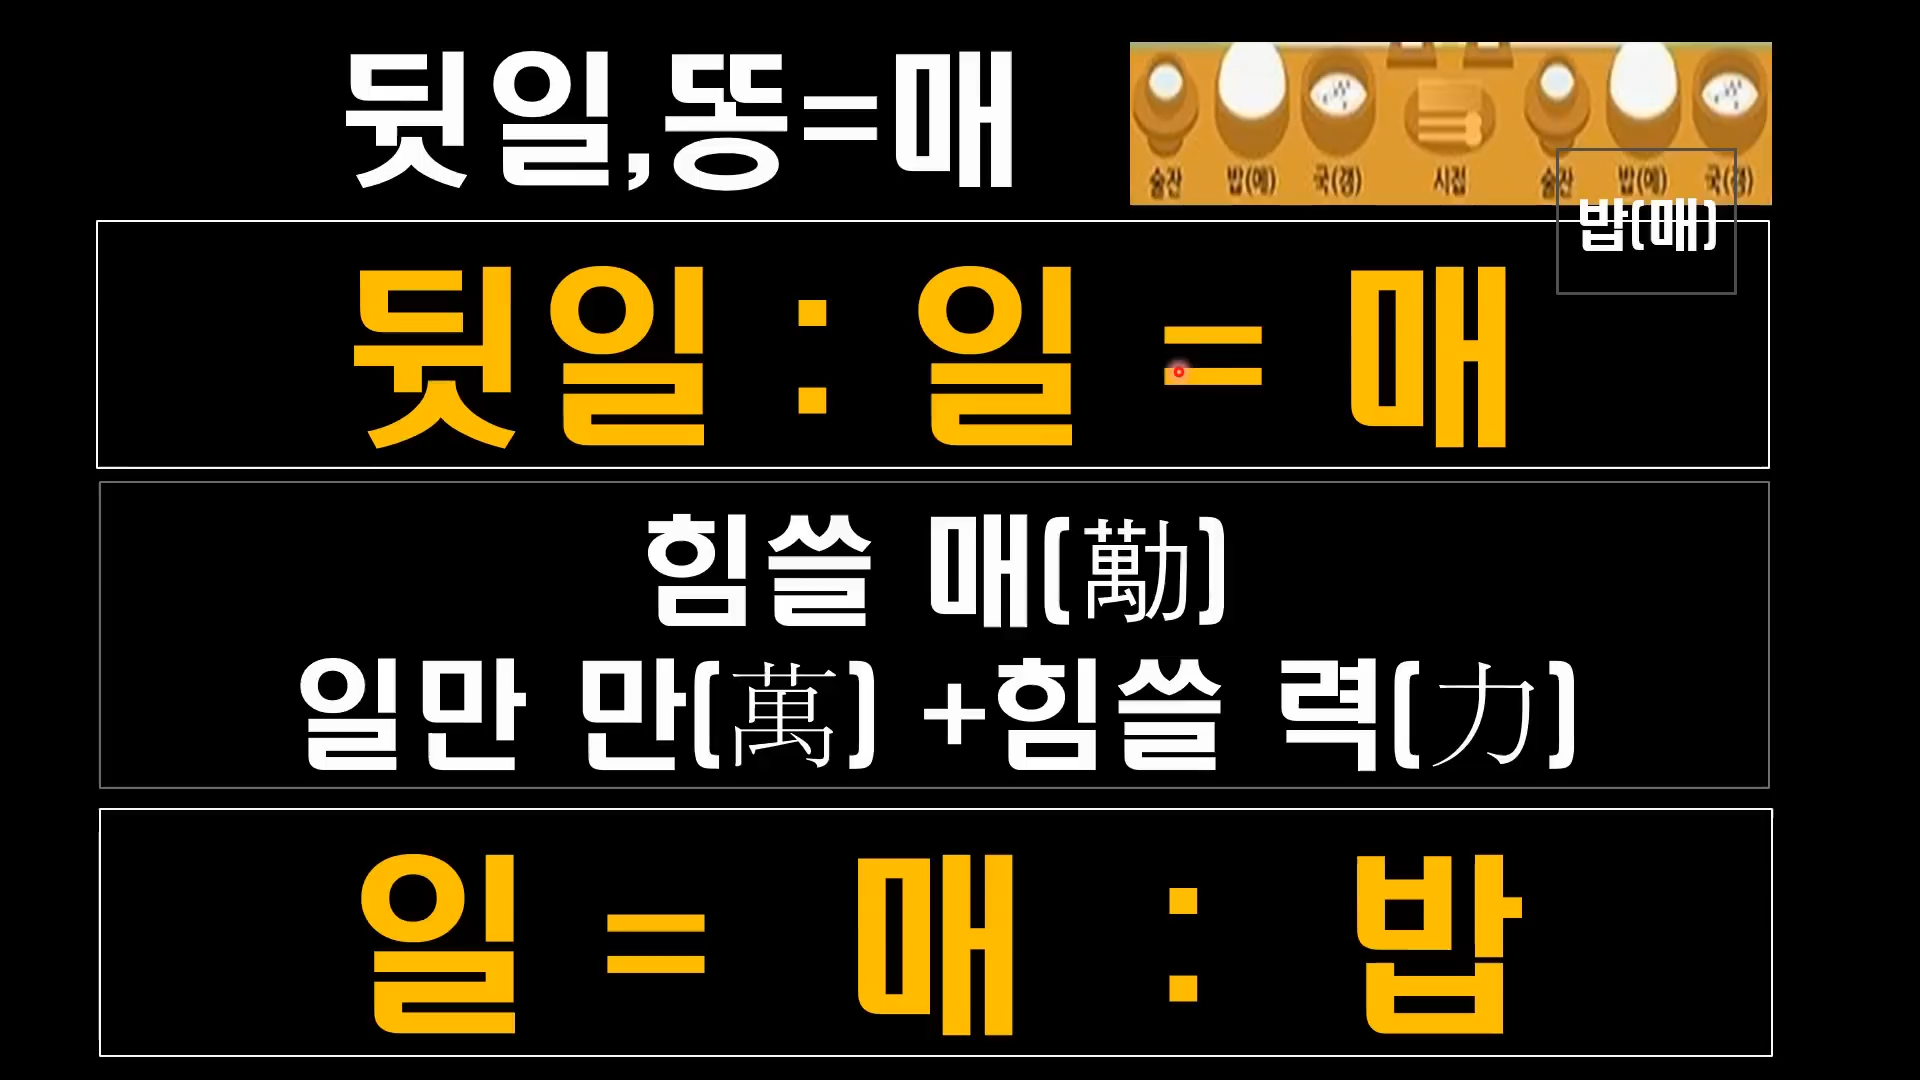 뒷일,똥=매
술잔 밥(메) 국(갱) 시접 술잔 밥(메) 국(갱)
밥(매)
뒷일 : 일 = 매
힘쓸 매(勱)
일만 만(萬) +힘쓸 력(力)
일 = 매 : 밥